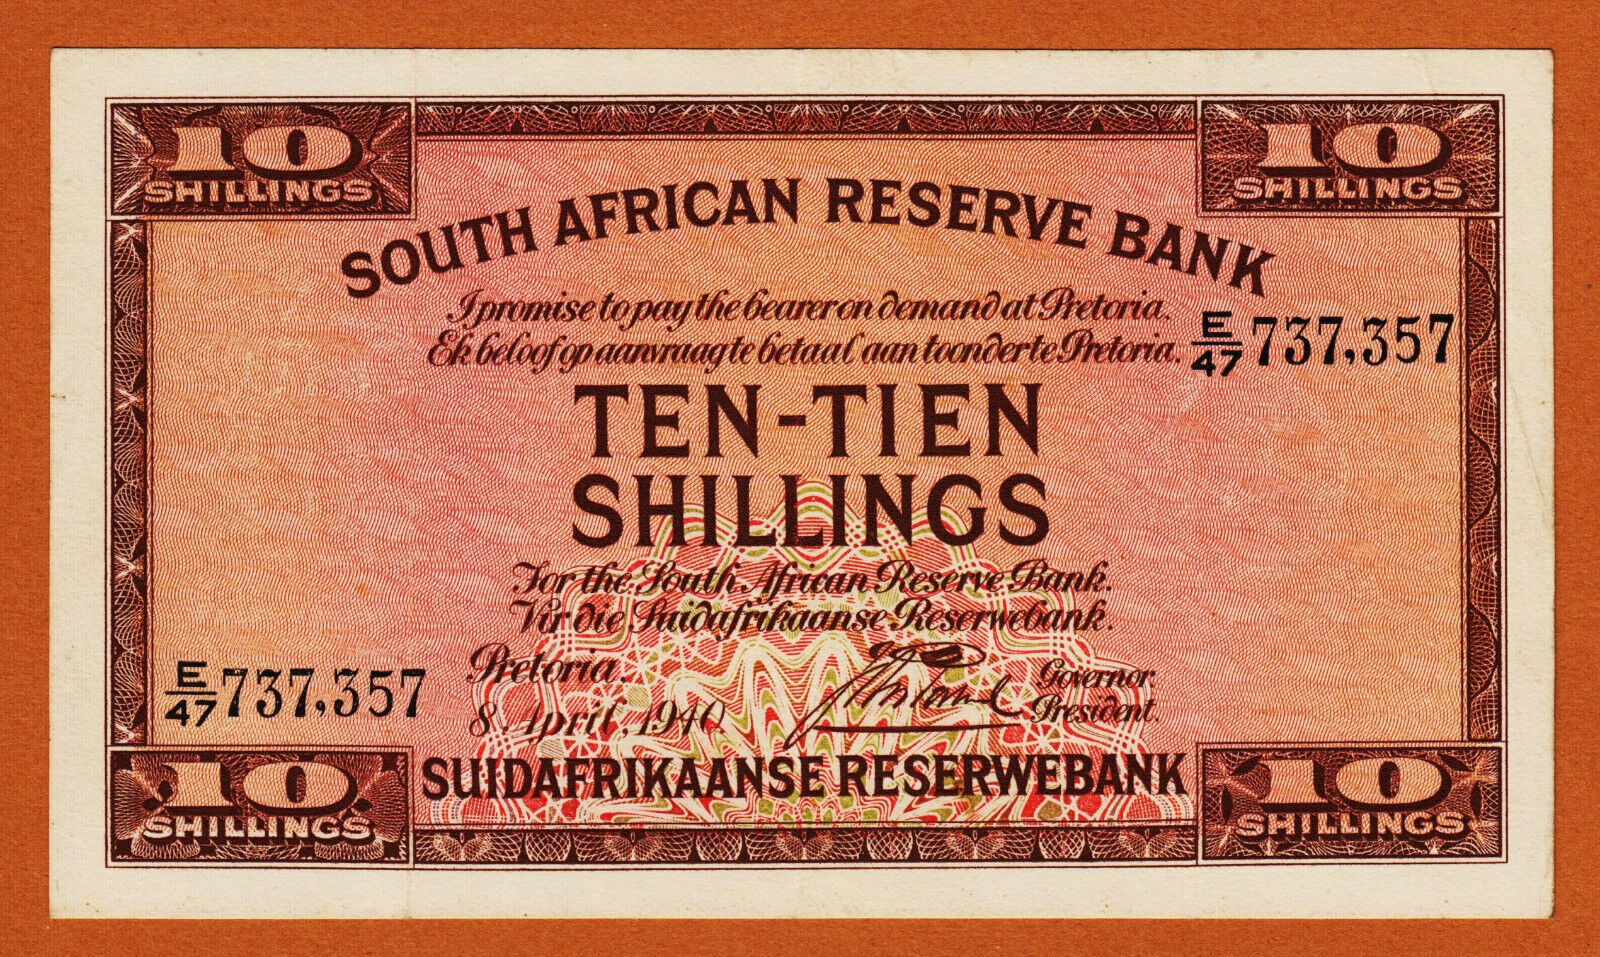 10 SHILLINGS
10 SHILLINGS
SOUTH AFRICAN RESERVE BANK
I promise to pay the bearer on demand at Pretoria.
Ek beloof op aanvraag te betaal aan toonder te Pretoria.
E/47 737,357
TEN-TIEN
SHILLINGS
For the South African Reserve Bank.
Vir die Suidafrikaanse Reserwebank.
E/47 737,357
Pretoria.
8 April, 1940
Governor.
President.
SUIDAFRIKAANSE RESERWEBANK
10 SHILLINGS
10 SHILLINGS